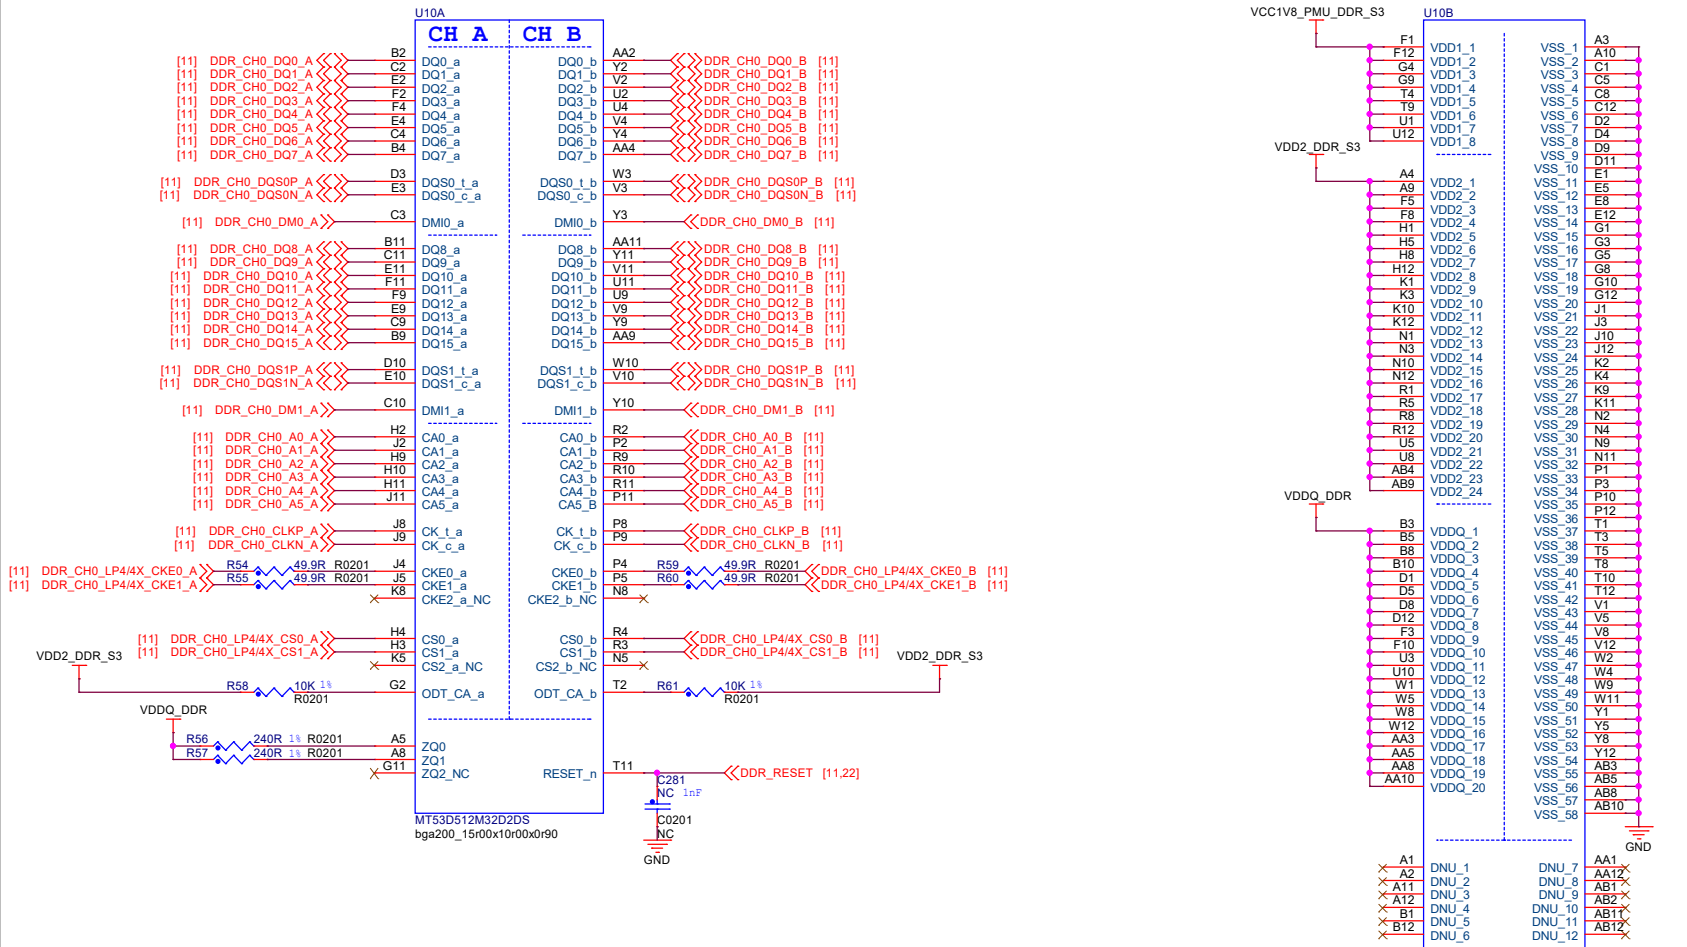 U10A
CH A CH B
[11] DDR_CH0_DQ0_A B2 DQ0_a DQ0_b AA2 DDR_CH0_DQ0_B [11]
[11] DDR_CH0_DQ1_A C2 DQ1_a DQ1_b Y2 DDR_CH0_DQ1_B [11]
[11] DDR_CH0_DQ2_A E2 DQ2_a DQ2_b V2 DDR_CH0_DQ2_B [11]
[11] DDR_CH0_DQ3_A F2 DQ3_a DQ3_b U2 DDR_CH0_DQ3_B [11]
[11] DDR_CH0_DQ4_A F4 DQ4_a DQ4_b U4 DDR_CH0_DQ4_B [11]
[11] DDR_CH0_DQ5_A E4 DQ5_a DQ5_b V4 DDR_CH0_DQ5_B [11]
[11] DDR_CH0_DQ6_A C4 DQ6_a DQ6_b Y4 DDR_CH0_DQ6_B [11]
[11] DDR_CH0_DQ7_A B4 DQ7_a DQ7_b AA4 DDR_CH0_DQ7_B [11]
[11] DDR_CH0_DQS0P_A D3 DQS0_t_a DQS0_t_b W3 DDR_CH0_DQS0P_B [11]
[11] DDR_CH0_DQS0N_A E3 DQS0_c_a DQS0_c_b V3 DDR_CH0_DQS0N_B [11]
[11] DDR_CH0_DM0_A C3 DMI0_a DMI0_b Y3 DDR_CH0_DM0_B [11]
[11] DDR_CH0_DQ8_A B11 DQ8_a DQ8_b AA11 DDR_CH0_DQ8_B [11]
[11] DDR_CH0_DQ9_A C11 DQ9_a DQ9_b Y11 DDR_CH0_DQ9_B [11]
[11] DDR_CH0_DQ10_A E11 DQ10_a DQ10_b V11 DDR_CH0_DQ10_B [11]
[11] DDR_CH0_DQ11_A F11 DQ11_a DQ11_b U11 DDR_CH0_DQ11_B [11]
[11] DDR_CH0_DQ12_A F9 DQ12_a DQ12_b U9 DDR_CH0_DQ12_B [11]
[11] DDR_CH0_DQ13_A E9 DQ13_a DQ13_b V9 DDR_CH0_DQ13_B [11]
[11] DDR_CH0_DQ14_A C9 DQ14_a DQ14_b Y9 DDR_CH0_DQ14_B [11]
[11] DDR_CH0_DQ15_A B9 DQ15_a DQ15_b AA9 DDR_CH0_DQ15_B [11]
[11] DDR_CH0_DQS1P_A D10 DQS1_t_a DQS1_t_b W10 DDR_CH0_DQS1P_B [11]
[11] DDR_CH0_DQS1N_A E10 DQS1_c_a DQS1_c_b V10 DDR_CH0_DQS1N_B [11]
[11] DDR_CH0_DM1_A C10 DMI1_a DMI1_b Y10 DDR_CH0_DM1_B [11]
[11] DDR_CH0_A0_A H2 CA0_a CA0_b R2 DDR_CH0_A0_B [11]
[11] DDR_CH0_A1_A J2 CA1_a CA1_b P2 DDR_CH0_A1_B [11]
[11] DDR_CH0_A2_A H9 CA2_a CA2_b R9 DDR_CH0_A2_B [11]
[11] DDR_CH0_A3_A H10 CA3_a CA3_b R10 DDR_CH0_A3_B [11]
[11] DDR_CH0_A4_A H11 CA4_a CA4_b R11 DDR_CH0_A4_B [11]
[11] DDR_CH0_A5_A J11 CA5_a CA5_B P11 DDR_CH0_A5_B [11]
[11] DDR_CH0_CLKP_A J8 CK_t_a CK_t_b P8 DDR_CH0_CLKP_B [11]
[11] DDR_CH0_CLKN_A J9 CK_c_a CK_c_b P9 DDR_CH0_CLKN_B [11]
[11] DDR_CH0_LP4/4X_CKE0_A R54 49.9R R0201 J4 CKE0_a CKE0_b P4 R59 49.9R R0201 DDR_CH0_LP4/4X_CKE0_B [11]
[11] DDR_CH0_LP4/4X_CKE1_A R55 49.9R R0201 J5 CKE1_a CKE1_b P5 R60 49.9R R0201 DDR_CH0_LP4/4X_CKE1_B [11]
K8 CKE2_a_NC CKE2_b_NC N8
[11] DDR_CH0_LP4/4X_CS0_A H4 CS0_a CS0_b R4 DDR_CH0_LP4/4X_CS0_B [11]
[11] DDR_CH0_LP4/4X_CS1_A H3 CS1_a CS1_b R3 DDR_CH0_LP4/4X_CS1_B [11]
VDD2_DDR_S3 K5 CS2_a_NC CS2_b_NC N5 VDD2_DDR_S3
R58 10K 1% G2 ODT_CA_a ODT_CA_b T2 R61 10K 1%
R0201 R0201
VDDQ_DDR
R56 240R 1% R0201 A5 ZQ0
R57 240R 1% R0201 A8 ZQ1
G11 ZQ2_NC RESET_n T11 DDR_RESET [11,22]
C281
NC 1nF
MT53D512M32D2DS C0201
bga200_15r00x10r00x0r90 NC
GND
VCC1V8_PMU_DDR_S3 U10B
F1 VDD1_1 VSS_1 A3
F12 VDD1_2 VSS_2 A10
G4 VDD1_3 VSS_3 C1
G9 VDD1_4 VSS_4 C5
T4 VDD1_5 VSS_5 C8
T9 VDD1_6 VSS_6 C12
U1 VDD1_7 VSS_7 D2
U12 VDD1_8 VSS_8 D4
VDD2_DDR_S3 VSS_9 D9
VSS_10 D11
A4 VDD2_1 VSS_11 E1
A9 VDD2_2 VSS_12 E5
F5 VDD2_3 VSS_13 E8
F8 VDD2_4 VSS_14 E12
H1 VDD2_5 VSS_15 G1
H5 VDD2_6 VSS_16 G3
H8 VDD2_7 VSS_17 G5
H12 VDD2_8 VSS_18 G8
K1 VDD2_9 VSS_19 G10
K3 VDD2_10 VSS_20 G12
K10 VDD2_11 VSS_21 J1
K12 VDD2_12 VSS_22 J3
N1 VDD2_13 VSS_23 J10
N3 VDD2_14 VSS_24 J12
N10 VDD2_15 VSS_25 K2
N12 VDD2_16 VSS_26 K4
R1 VDD2_17 VSS_27 K9
R5 VDD2_18 VSS_28 K11
R8 VDD2_19 VSS_29 N2
R12 VDD2_20 VSS_30 N4
U5 VDD2_21 VSS_31 N9
U8 VDD2_22 VSS_32 N11
AB4 VDD2_23 VSS_33 P1
AB9 VDD2_24 VSS_34 P3
VDDQ_DDR VSS_35 P10
VSS_36 P12
B3 VDDQ_1 VSS_37 T1
B5 VDDQ_2 VSS_38 T3
B8 VDDQ_3 VSS_39 T5
B10 VDDQ_4 VSS_40 T8
D1 VDDQ_5 VSS_41 T10
D5 VDDQ_6 VSS_42 T12
D8 VDDQ_7 VSS_43 V1
D12 VDDQ_8 VSS_44 V5
F3 VDDQ_9 VSS_45 V8
F10 VDDQ_10 VSS_46 V12
U3 VDDQ_11 VSS_47 W2
U10 VDDQ_12 VSS_48 W4
W1 VDDQ_13 VSS_49 W9
W5 VDDQ_14 VSS_50 W11
W8 VDDQ_15 VSS_51 Y1
W12 VDDQ_16 VSS_52 Y5
AA3 VDDQ_17 VSS_53 Y8
AA5 VDDQ_18 VSS_54 Y12
AA8 VDDQ_19 VSS_55 AB3
AA10 VDDQ_20 VSS_56 AB5
VSS_57 AB8
VSS_58 AB10
GND
A1 DNU_1 DNU_7 AA1
A2 DNU_2 DNU_8 AA12
A11 DNU_3 DNU_9 AB1
A12 DNU_4 DNU_10 AB2
B1 DNU_5 DNU_11 AB11
B12 DNU_6 DNU_12 AB12